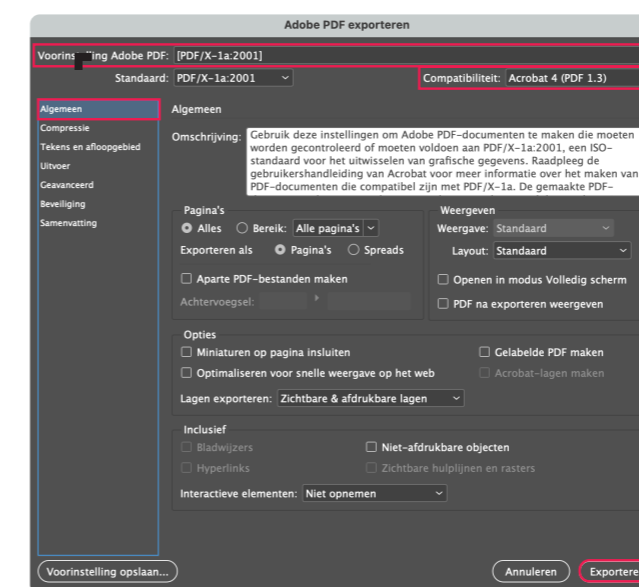 Adobe PDF exporteren
Voorinstelling Adobe PDF: [PDF/X-1a:2001]
Standaard: PDF/X-1a:2001 Compatibiliteit: Acrobat 4 (PDF 1.3)
Algemeen
Compressie
Tekens en afloopgebied
Uitvoer
Geavanceerd
Beveiliging
Samenvatting
Algemeen
Omschrijving: Gebruik deze instellingen om Adobe PDF-documenten te maken die moeten
worden gecontroleerd of moeten voldoen aan PDF/X-1a:2001, een ISO-
standaard voor het uitwisselen van grafische gegevens. Raadpleeg de
gebruikershandleiding van Acrobat voor meer informatie over het maken van
PDF-documenten die compatibel zijn met PDF/X-1a. De gemaakte PDF-
Pagina's
Alles Bereik: Alle pagina's
Exporteren als Pagina's Spreads
Aparte PDF-bestanden maken
Achtervoegsel:
Weergeven
Weergave: Standaard
Layout: Standaard
Openen in modus Volledig scherm
PDF na exporteren weergeven
Opties
Miniaturen op pagina insluiten Gelabelde PDF maken
Optimaliseren voor snelle weergave op het web Acrobat-lagen maken
Lagen exporteren: Zichtbare & afdrukbare lagen
Inclusief
Bladwijzers Niet-afdrukbare objecten
Hyperlinks Zichtbare hulplijnen en rasters
Interactieve elementen: Niet opnemen
Voorinstelling opslaan... Annuleren Exportere